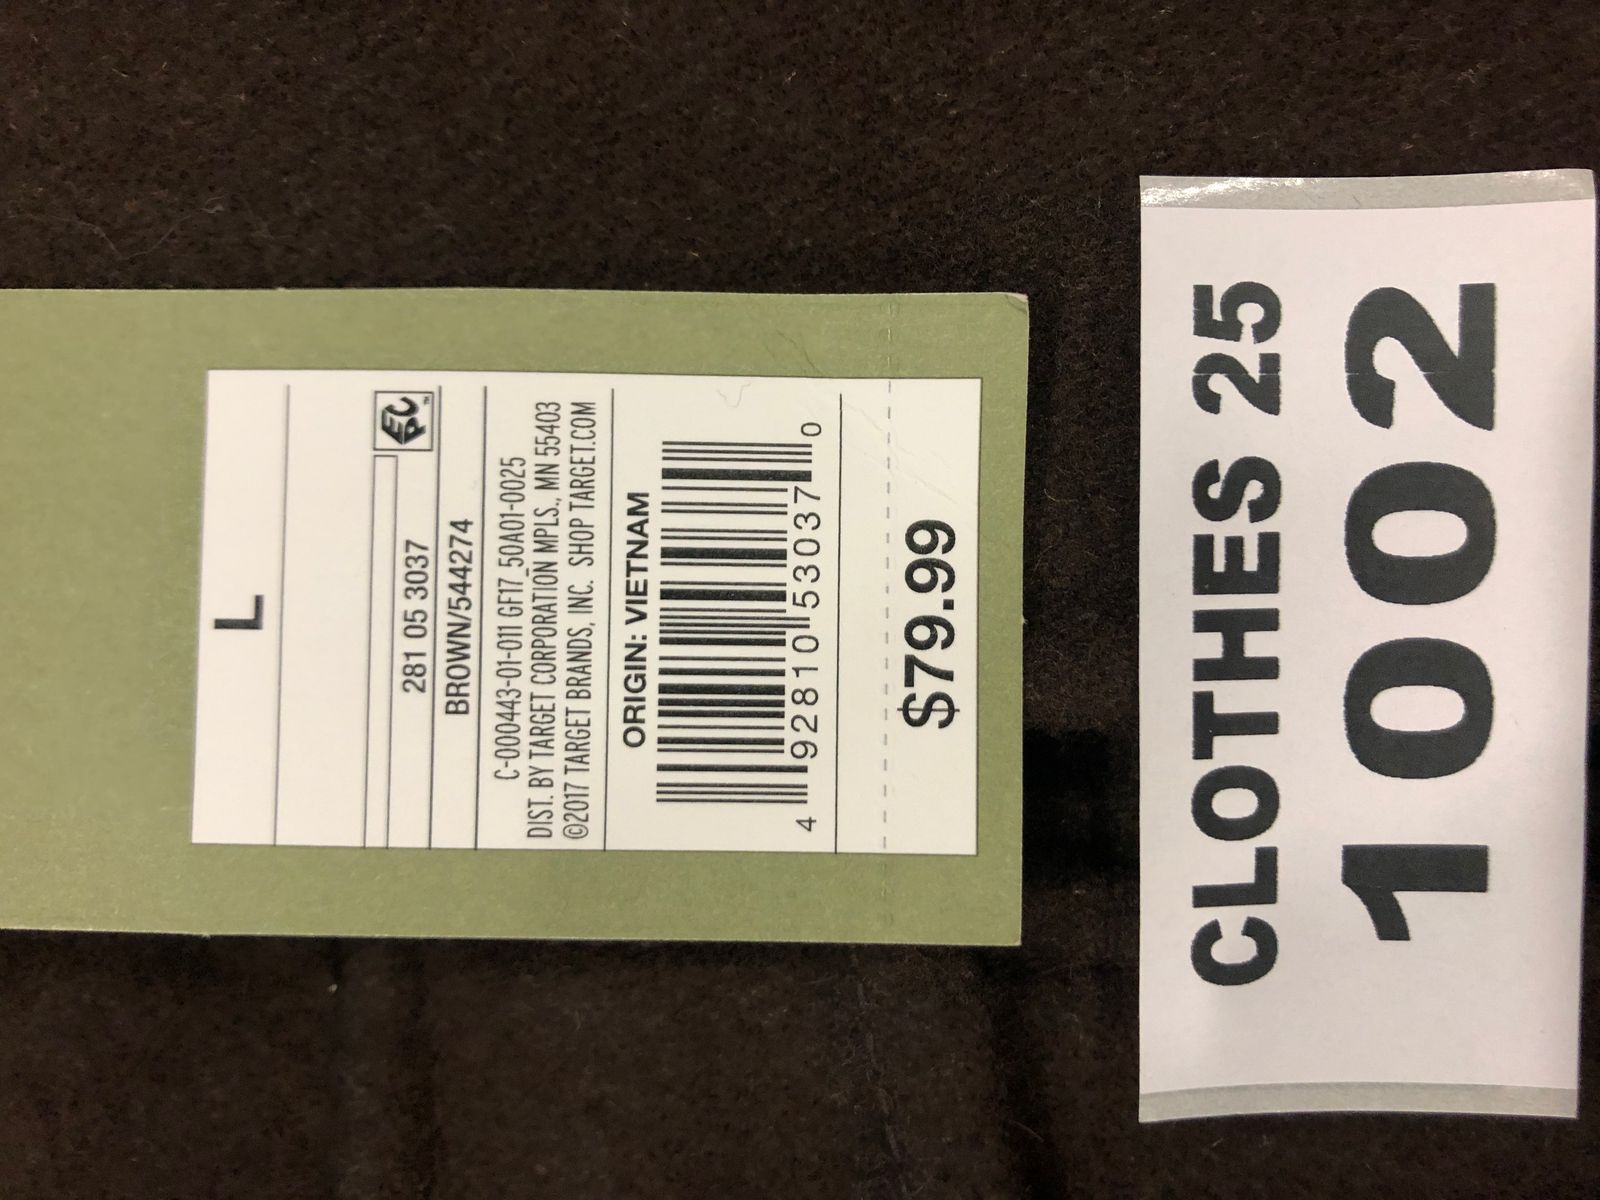 L
EPC™
281 05 3037
BROWN/544274
C-000443-01-011 GF17_50A01-0025
DIST. BY TARGET CORPORATION MPLS., MN 55403
©2017 TARGET BRANDS, INC. SHOP TARGET.COM
ORIGIN: VIETNAM
4 92810 53037 0
$79.99
CLOTHES 25
1002